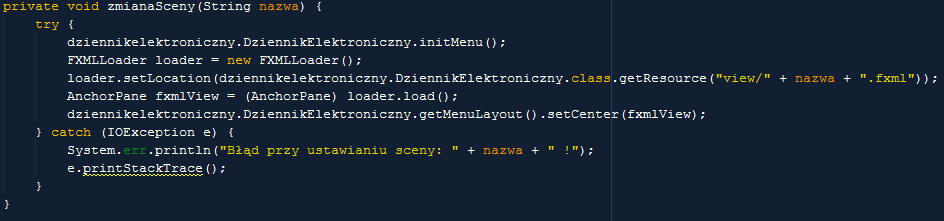 private void zmianaSceny(String nazwa) {
try {
dziennikelektroniczny.DziennikElektroniczny.initMenu();
FXMLLoader loader = new FXMLLoader();
loader.setLocation(dziennikelektroniczny.DziennikElektroniczny.class.getResource("view/" + nazwa + ".fxml"));
AnchorPane fxmlView = (AnchorPane) loader.load();
dziennikelektroniczny.DziennikElektroniczny.getMenuLayout().setCenter(fxmlView);
} catch (IOException e) {
System.err.println("Błąd przy ustawianiu sceny: " + nazwa + " !");
e.printStackTrace();
}
}